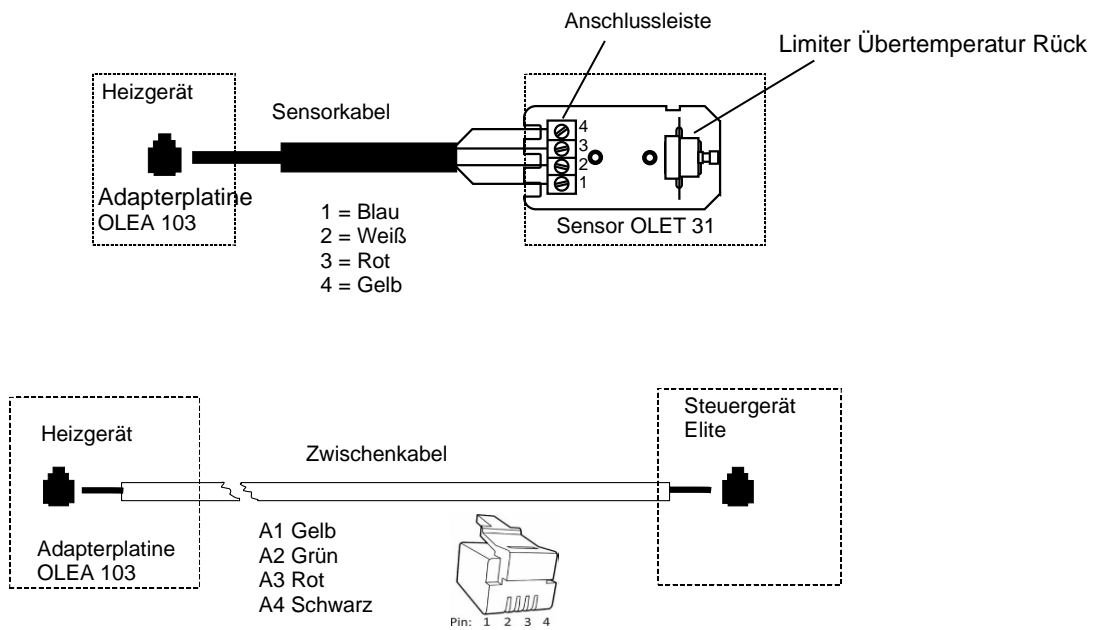 Anschlussleiste
Limiter Übertemperatur Rück
Heizgerät
Sensorkabel
4
3
2
1
Adapterplatine
OLEA 103
1 = Blau
2 = Weiß
3 = Rot
4 = Gelb
Sensor OLET 31
Steuergerät
Elite
Heizgerät
Zwischenkabel
Adapterplatine
OLEA 103
A1 Gelb
A2 Grün
A3 Rot
A4 Schwarz
Pin: 1 2 3 4